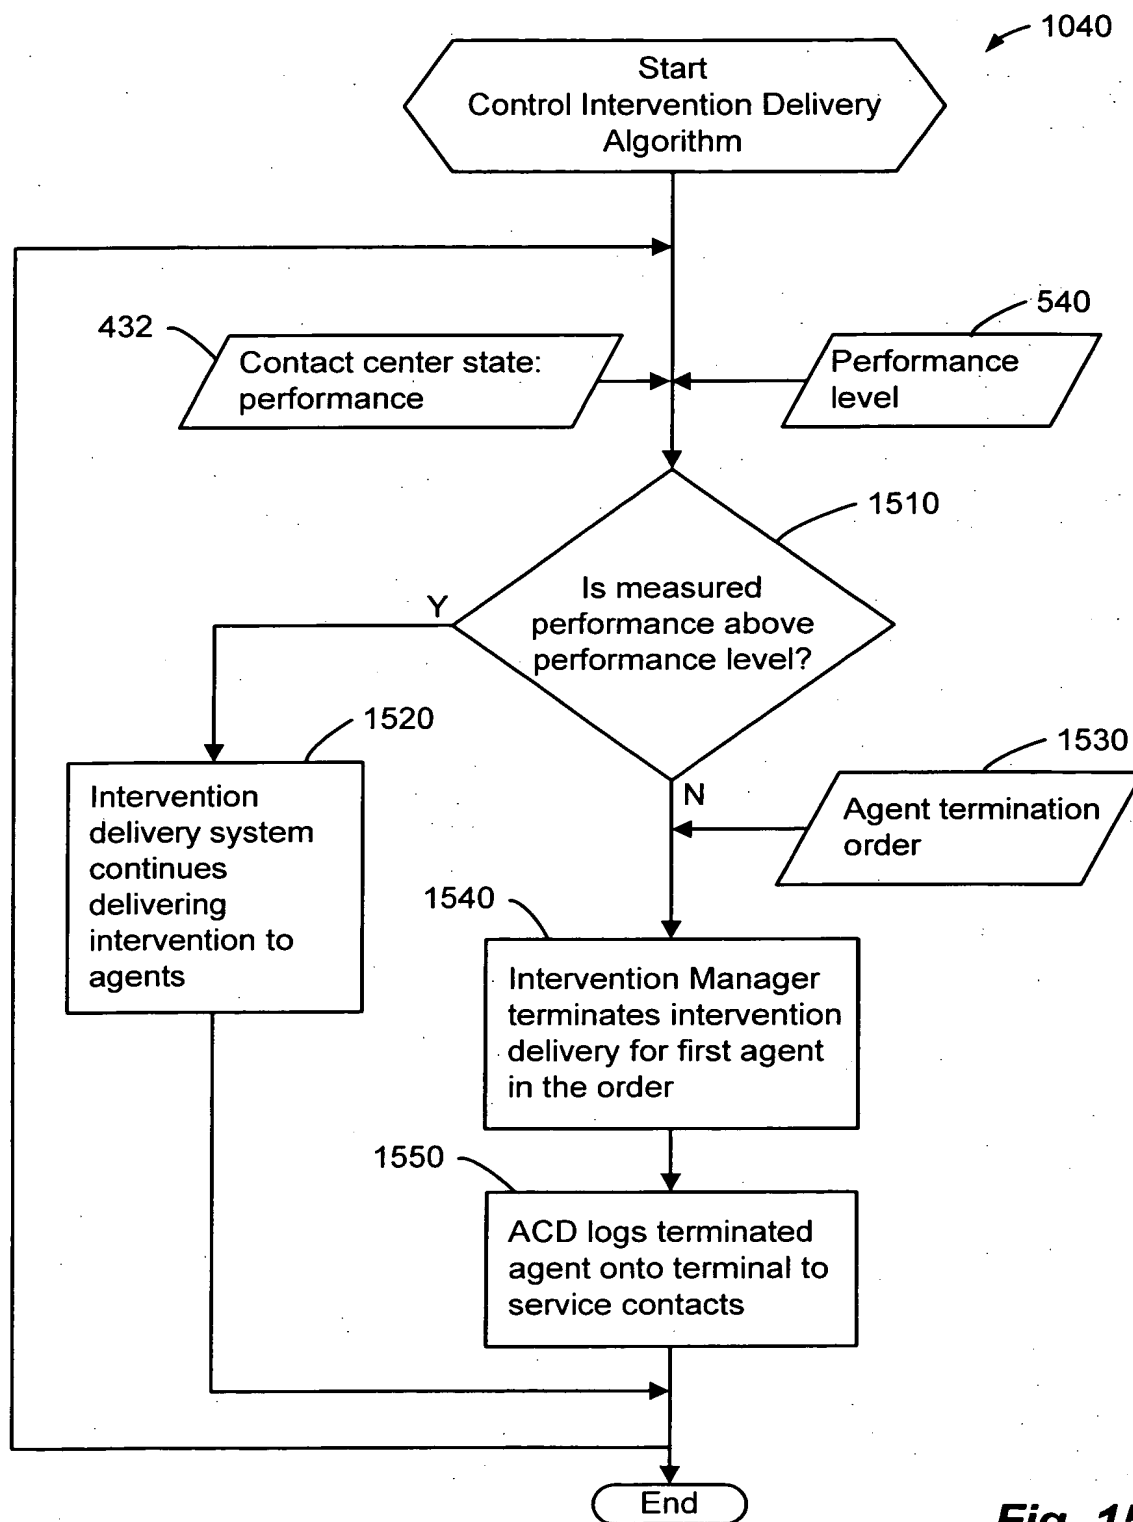 1040
Start
Control Intervention Delivery
Algorithm
432
Contact center state:
performance
540
Performance
level
1510
Is measured
performance above
performance level?
Y
N
1520
Intervention
delivery system
continues
delivering
intervention to
agents
1530
Agent termination
order
1540
Intervention Manager
terminates intervention
delivery for first agent
in the order
1550
ACD logs terminated
agent onto terminal to
service contacts
End
Fig.